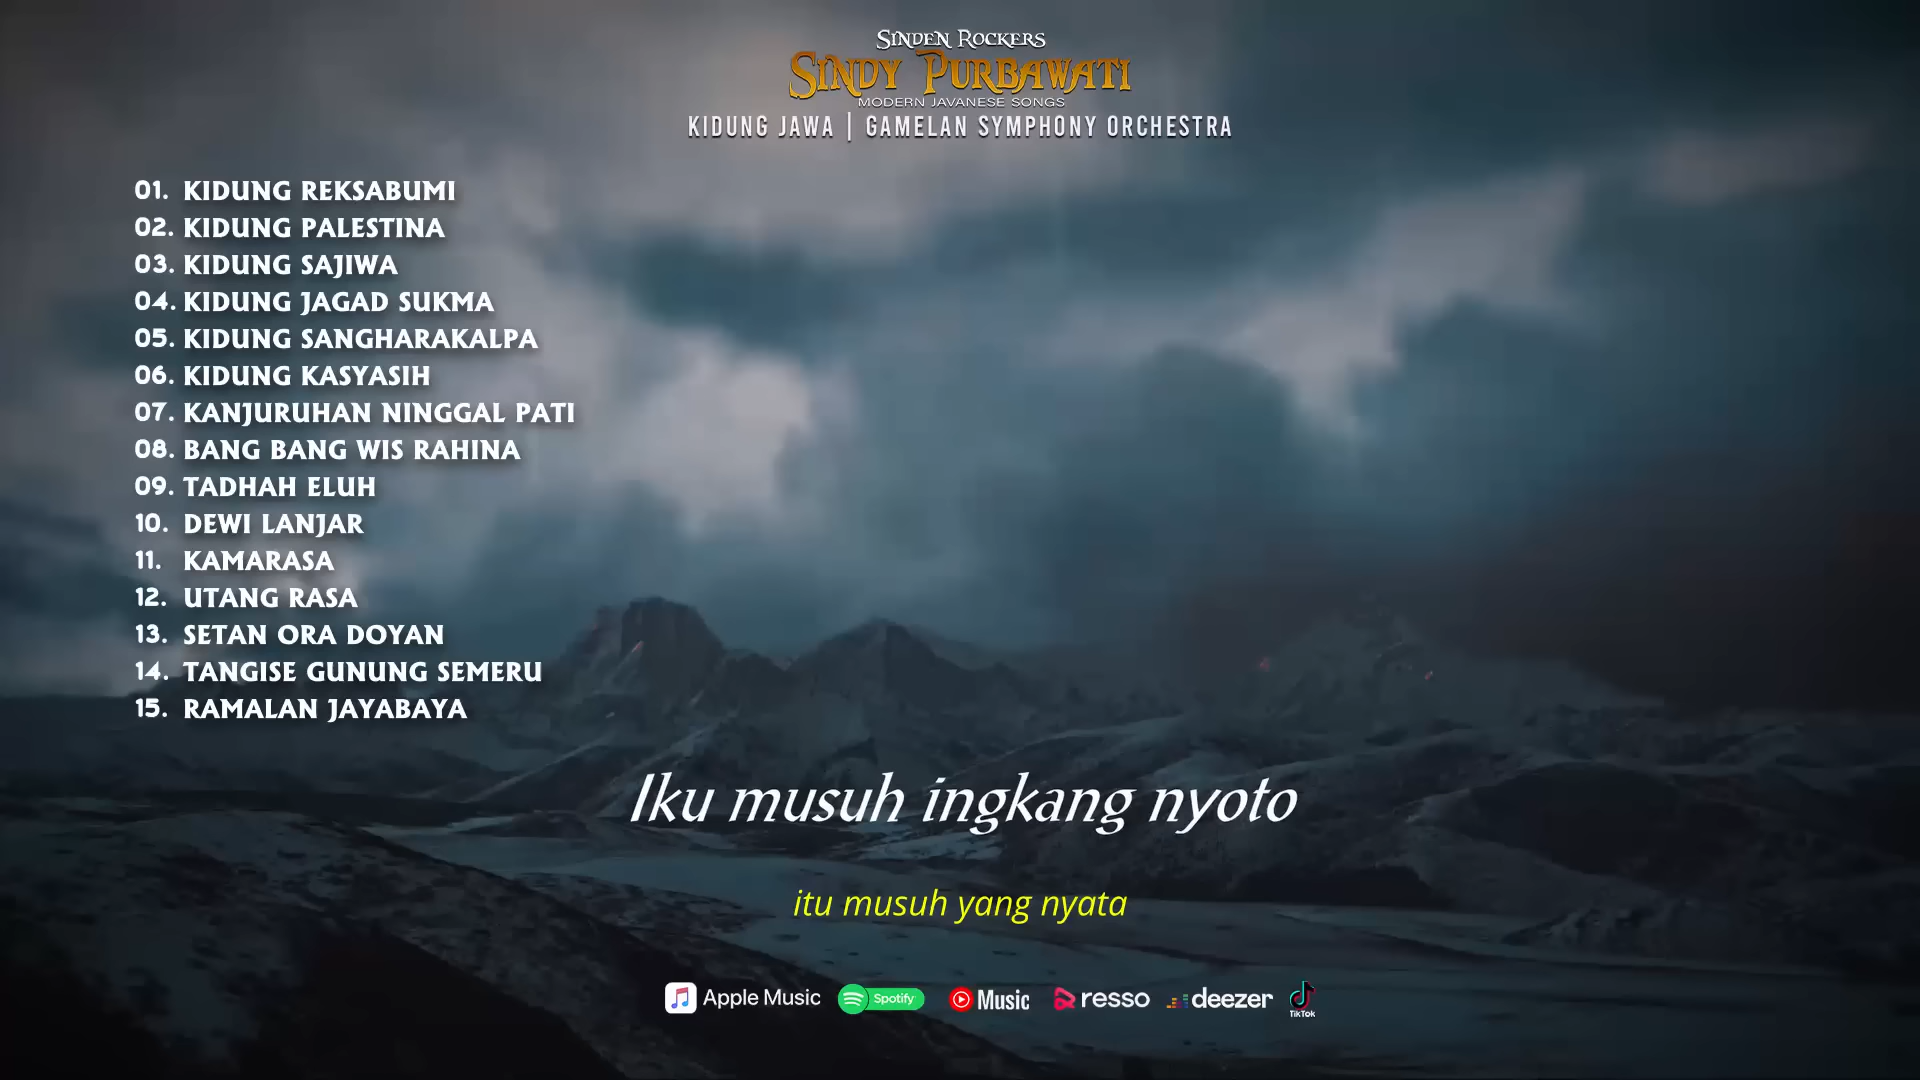 SINDEN ROCKERS
SINDY PURBAWATI
MODERN JAVANESE SONGS
KIDUNG JAWA | GAMELAN SYMPHONY ORCHESTRA
01. KIDUNG REKSABUMI
02. KIDUNG PALESTINA
03. KIDUNG SAJIWA
04. KIDUNG JAGAD SUKMA
05. KIDUNG SANGHARAKALPA
06. KIDUNG KASYASIH
07. KANJURUHAN NINGGAL PATI
08. BANG BANG WIS RAHINA
09. TADHAH ELUH
10. DEWI LANJAR
11. KAMARASA
12. UTANG RASA
13. SETAN ORA DOYAN
14. TANGISE GUNUNG SEMERU
15. RAMALAN JAYABAYA
Iku musuh ingkang nyoto
itu musuh yang nyata
Apple Music Spotify Music resso deezer TikTok